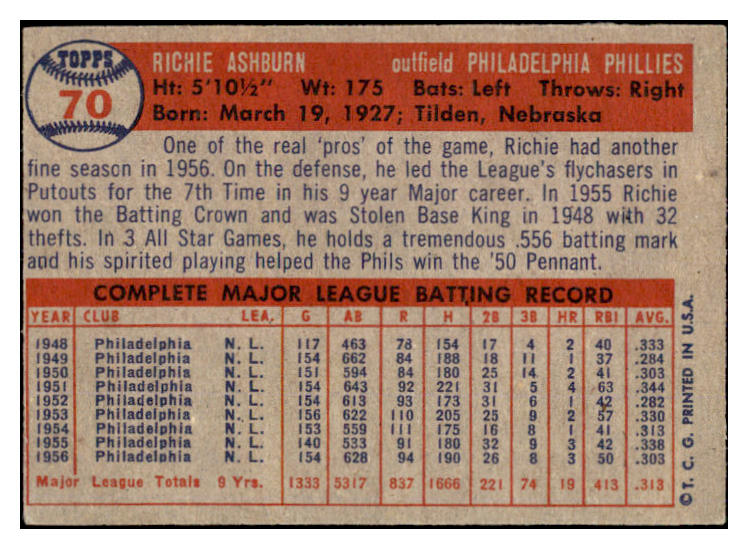 TOPPS
70
RICHIE ASHBURN outfield PHILADELPHIA PHILLIES
Ht: 5'10½" Wt: 175 Bats: Left Throws: Right
Born: March 19, 1927; Tilden, Nebraska
One of the real 'pros' of the game, Richie had another
fine season in 1956. On the defense, he led the League's flychasers in
Putouts for the 7th Time in his 9 year Major career. In 1955 Richie
won the Batting Crown and was Stolen Base King in 1948 with 32
thefts. In 3 All Star Games, he holds a tremendous .556 batting mark
and his spirited playing helped the Phils win the '50 Pennant.
COMPLETE MAJOR LEAGUE BATTING RECORD
YEAR CLUB LEA. G AB R H 2B 3B HR RBI AVG.
1948 Philadelphia N. L. 117 463 78 154 17 4 2 40 .333
1949 Philadelphia N. L. 154 662 84 188 18 11 1 37 .284
1950 Philadelphia N. L. 151 594 84 180 25 14 2 41 .303
1951 Philadelphia N. L. 154 643 92 221 31 5 4 63 .344
1952 Philadelphia N. L. 154 613 93 173 31 6 1 42 .282
1953 Philadelphia N. L. 156 622 110 205 25 9 2 57 .330
1954 Philadelphia N. L. 153 559 111 175 16 8 1 41 .313
1955 Philadelphia N. L. 140 533 91 180 32 9 3 42 .338
1956 Philadelphia N. L. 154 628 94 190 26 8 3 50 .303
Major League Totals 9 Yrs. 1333 5317 837 1666 221 74 19 413 .313
© T. C. G. PRINTED IN U.S.A.